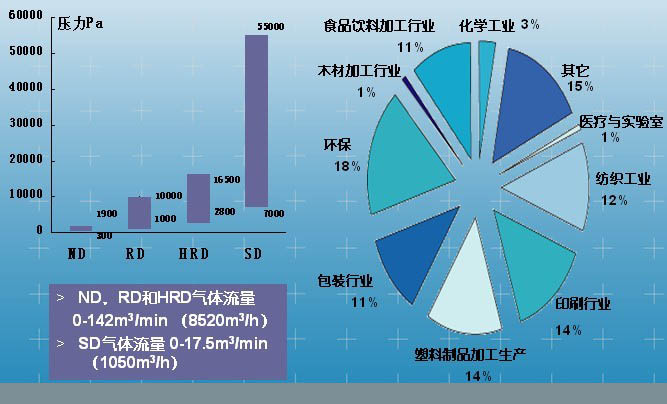 压力Pa
60000
50000
40000
30000
20000
10000
0
55000
16500
10000
1900
300
1000
2800
7000
ND RD HRD SD
> ND，RD和HRD气体流量
0-142m³/min （8520m³/h）
> SD气体流量 0-17.5m³/min
（1050m³/h）
食品饮料加工行业
11%
化学工业 3%
其它
15%
医疗与实验室
1%
纺织工业
12%
印刷行业
14%
塑料制品加工生产
14%
包装行业
11%
环保
18%
木材加工行业
1%